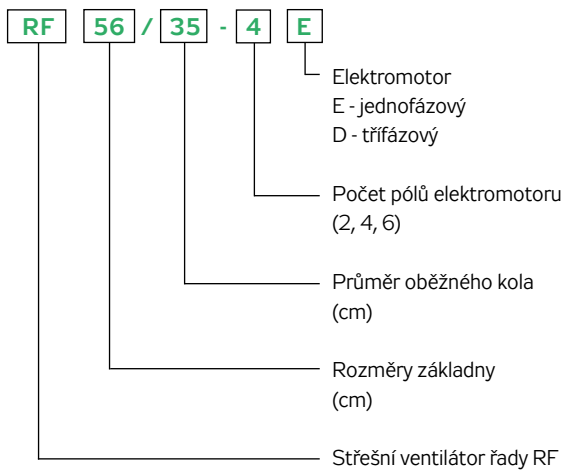 RF 56 / 35 - 4 E
Elektromotor
E - jednofázový
D - třífázový
Počet pólů elektromotoru
(2, 4, 6)
Průměr oběžného kola
(cm)
Rozměry základny
(cm)
Střešní ventilátor řady RF